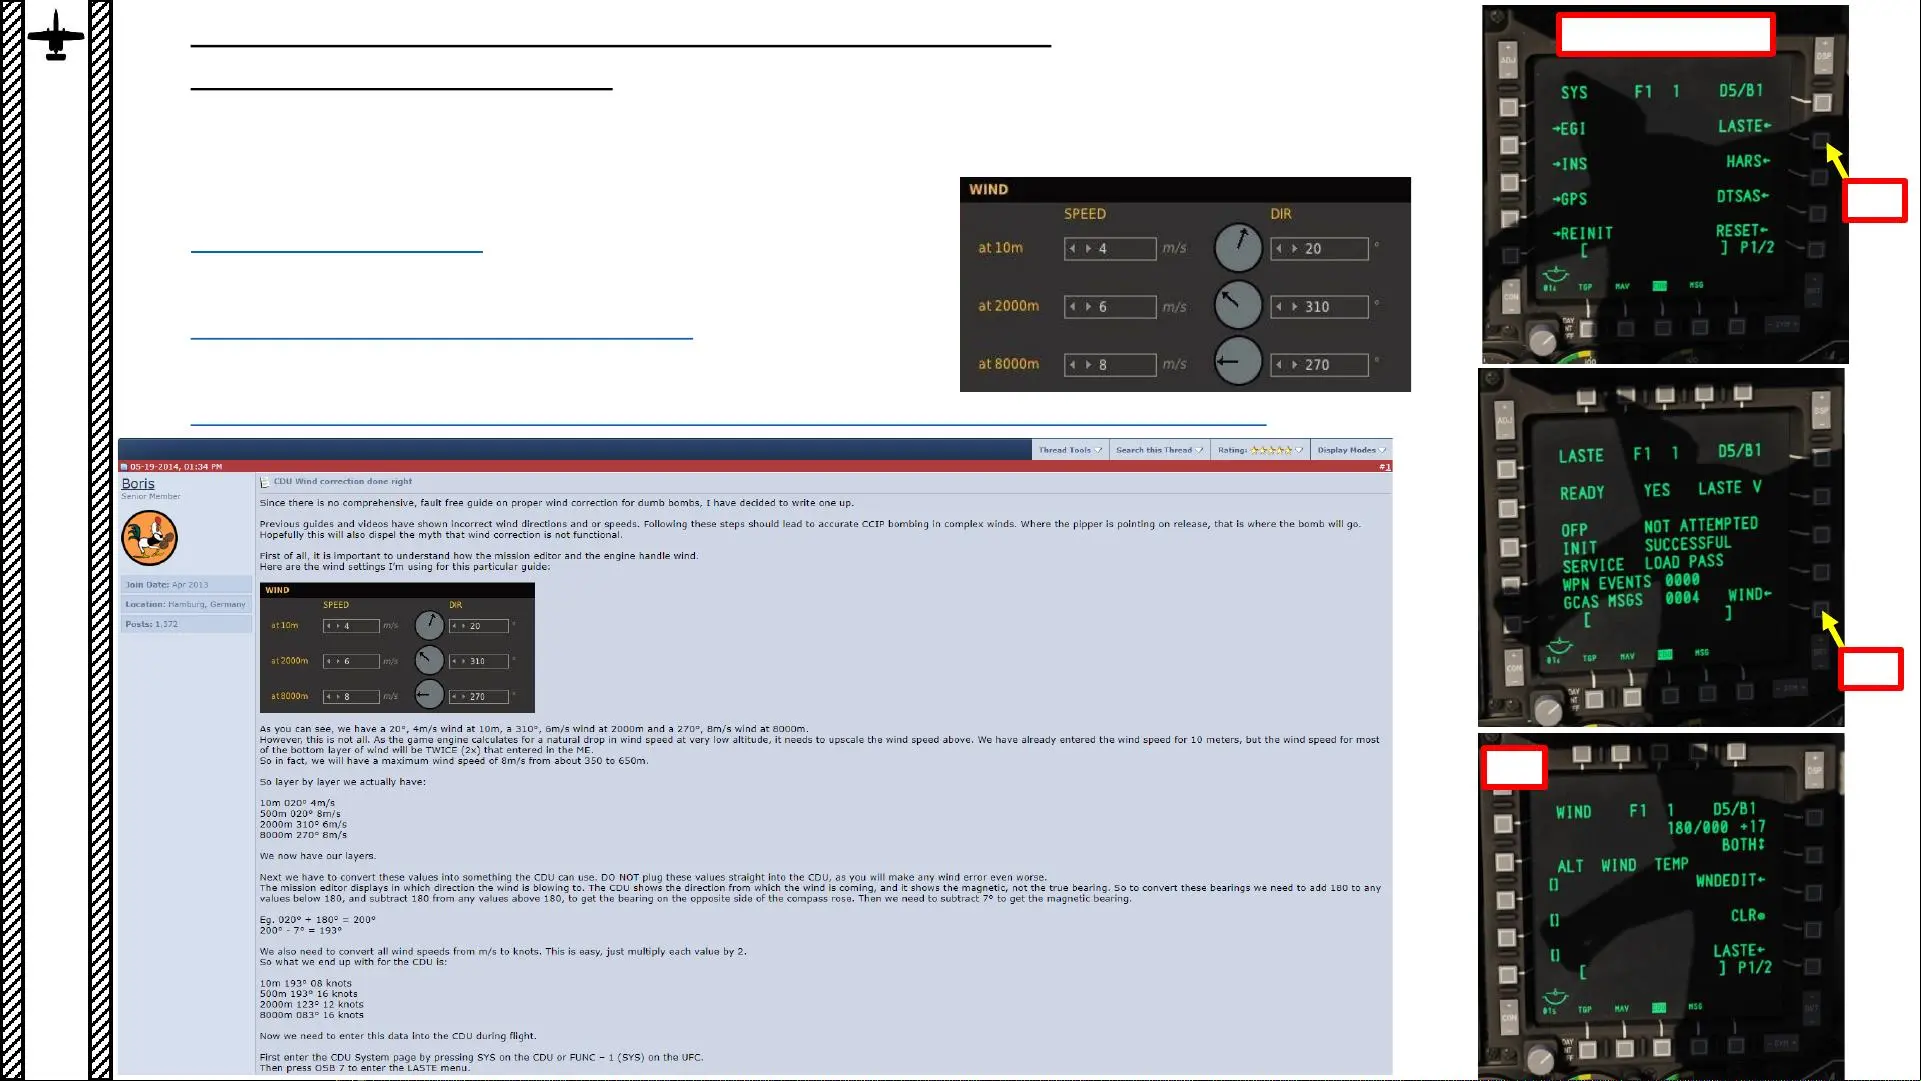 WIND
SPEED DIR
at 10m 4 m/s 20 °
at 2000m 6 m/s 310 °
at 8000m 8 m/s 270 °
Thread Tools Search this Thread Rating: Display Modes
05-19-2014, 01:34 PM #1
Boris
Senior Member
Join Date: Apr 2013
Location: Hamburg, Germany
Posts: 1,372
CDU Wind correction done right
Since there is no comprehensive, fault free guide on proper wind correction for dumb bombs, I have decided to write one up.
Previous guides and videos have shown incorrect wind directions and or speeds. Following these steps should lead to accurate CCIP bombing in complex winds. Where the pipper is pointing on release, that is where the bomb will go.
Hopefully this will also dispel the myth that wind correction is not functional.
First of all, it is important to understand how the mission editor and the engine handle wind.
Here are the wind settings I'm using for this particular guide:
WIND
SPEED DIR
at 10m 4 m/s 20 °
at 2000m 6 m/s 310 °
at 8000m 8 m/s 270 °
As you can see, we have a 20°, 4m/s wind at 10m, a 310°, 6m/s wind at 2000m and a 270°, 8m/s wind at 8000m.
However, this is not all. As the game engine calculates for a natural drop in wind speed at very low altitude, it needs to upscale the wind speed above. We have already entered the wind speed for 10 meters, but the wind speed for most
of the bottom layer of wind will be TWICE (2x) that entered in the ME.
So in fact, we will have a maximum wind speed of 8m/s from about 350 to 650m.
So layer by layer we actually have:
10m 020° 4m/s
500m 020° 8m/s
2000m 310° 6m/s
8000m 270° 8m/s
We now have our layers.
Next we have to convert these values into something the CDU can use. DO NOT plug these values straight into the CDU, as you will make any wind error even worse.
The mission editor displays in which direction the wind is blowing to. The CDU shows the direction from which the wind is coming, and it shows the magnetic, not the true bearing. So to convert these bearings we need to add 180 to any
values below 180, and subtract 180 from any values above 180, to get the bearing on the opposite side of the compass rose. Then we need to subtract 7° to get the magnetic bearing.
Eg. 020° + 180° = 200°
200° - 7° = 193°
We also need to convert all wind speeds from m/s to knots. This is easy, just multiply each value by 2.
So what we end up with for the CDU is:
10m 193° 08 knots
500m 193° 16 knots
2000m 123° 12 knots
8000m 083° 16 knots
Now we need to enter this data into the CDU during flight.
First enter the CDU System page by pressing SYS on the CDU or FUNC – 1 (SYS) on the UFC.
Then press OSB 7 to enter the LASTE menu.
ADJ DSP
SYS F1 1 D5/B1
→EGI LASTE←
→INS HARS←
→GPS DTSAS←
→REINIT RESET←
[ ] P1/2
TGP NAV CDU MSG
CON
DAY
NT
OFF
ADJ DSP
LASTE F1 1 D5/B1
READY YES LASTE V
OFP NOT ATTEMPTED
INIT SUCCESSFUL
SERVICE LOAD PASS
WPN EVENTS 0000
GCAS MSGS 0004 WIND←
[ ]
TGP NAV CDU MSG
CON
DAY
NT
OFF
DSP
WIND F1 1 D5/B1
180/000 +17
BOTH↕
ALT WIND TEMP
[] WNDEDIT←
[] CLR
[] LASTE←
[ ] P1/2
TGP NAV CDU MSG
CON
DAY
NT
OFF